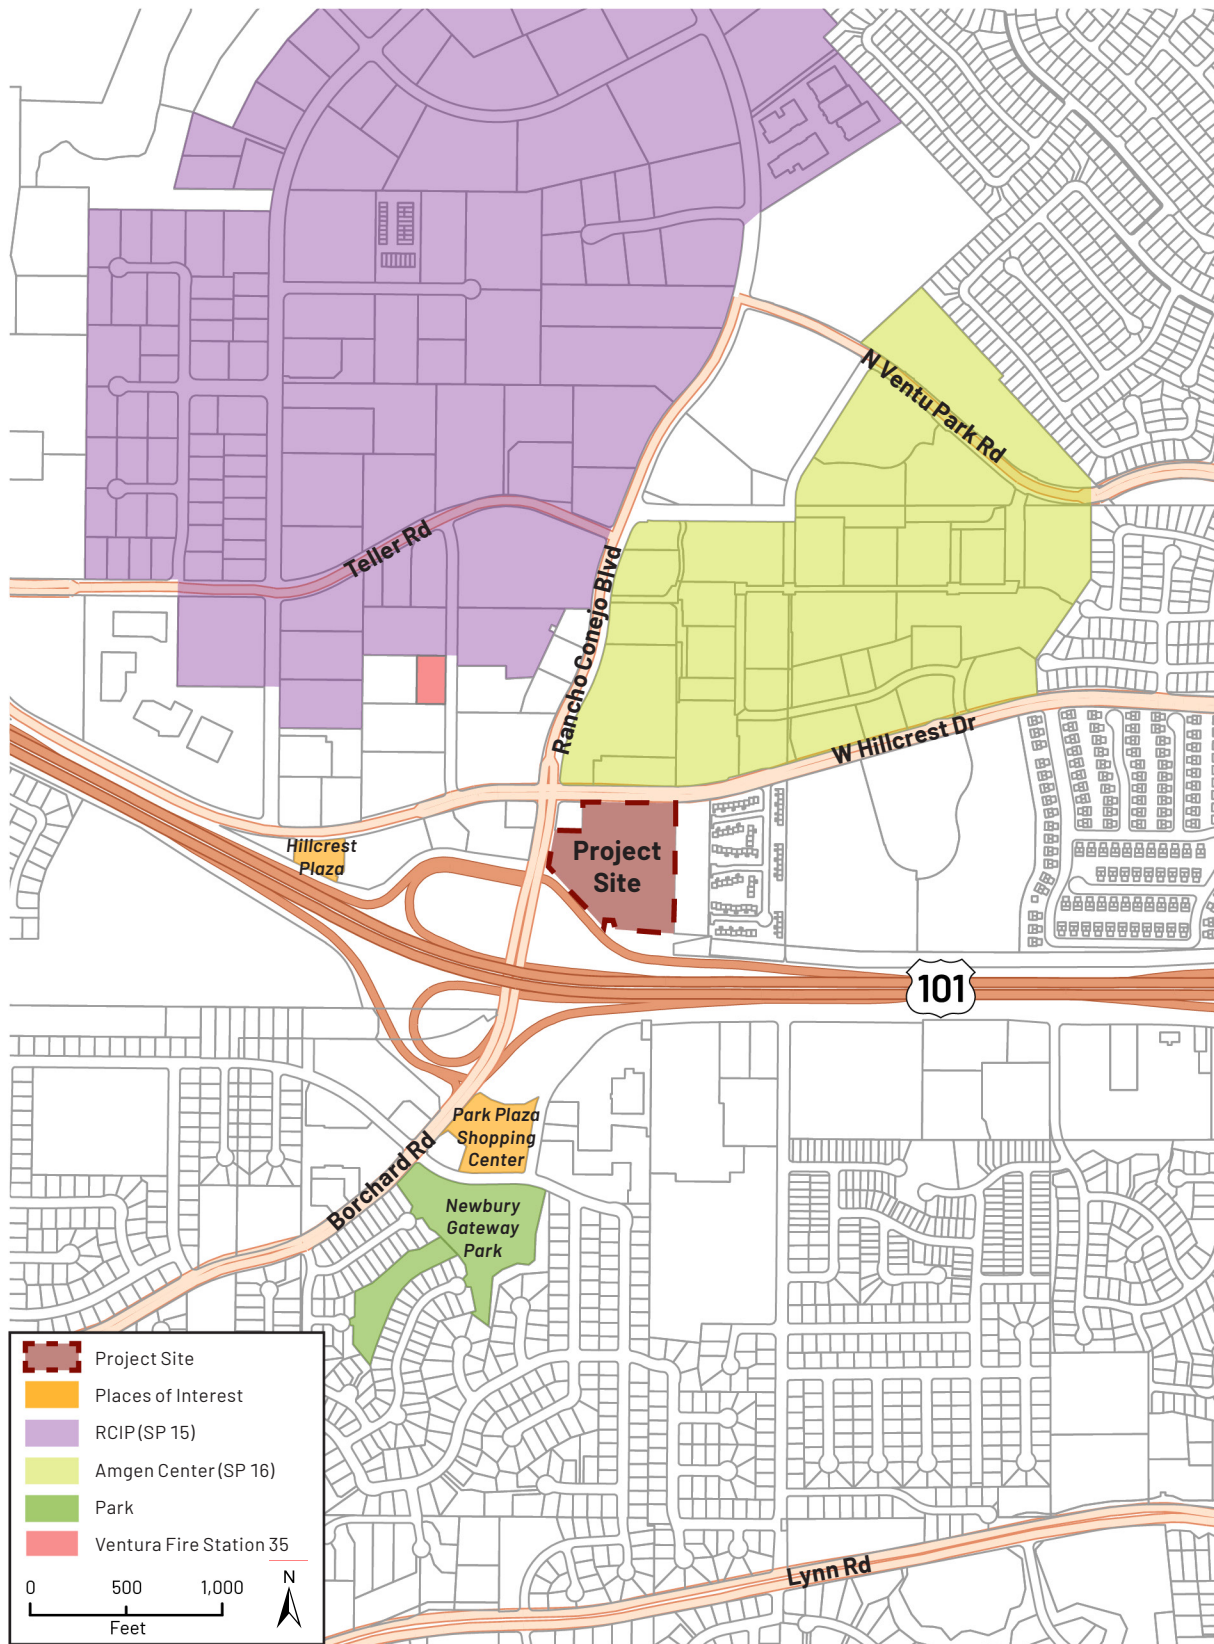 N Ventu Park Rd
Teller Rd
Rancho Conejo Blvd
W Hillcrest Dr
Hillcrest
Plaza
Project
Site
101
Park Plaza
Shopping
Center
Borchard Rd
Newbury
Gateway
Park
Project Site
Places of Interest
RCIP (SP 15)
Amgen Center (SP 16)
Park
Ventura Fire Station 35
0 500 1,000
Feet
N
Lynn Rd